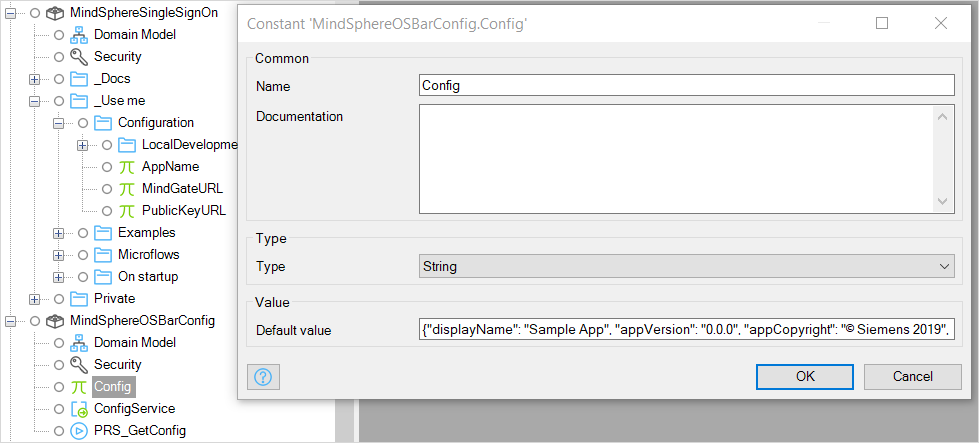 MindSphereSingleSignOn
Domain Model
Security
_Docs
_Use me
Configuration
LocalDevelopme
AppName
MindGateURL
PublicKeyURL
Examples
Microflows
On startup
Private
MindSphereOSBarConfig
Domain Model
Security
Config
ConfigService
PRS_GetConfig
Constant 'MindSphereOSBarConfig.Config'
Common
Name
Config
Documentation
Type
Type
String
Value
Default value
{"displayName": "Sample App", "appVersion": "0.0.0", "appCopyright": "© Siemens 2019",
OK
Cancel